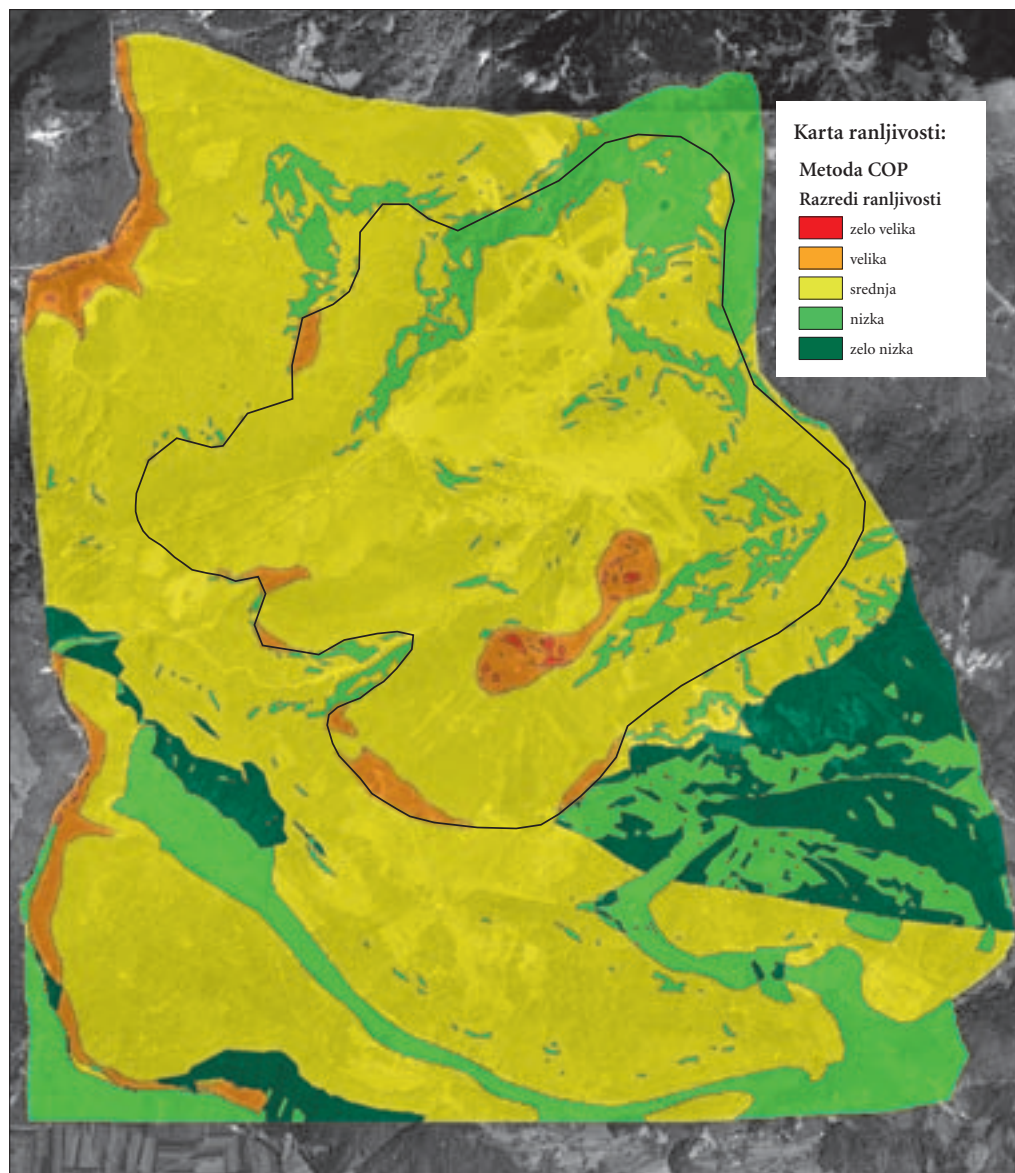 Karta ranljivosti:
Metoda COP
Razredi ranljivosti
zelo velika
velika
srednja
nizka
zelo nizka